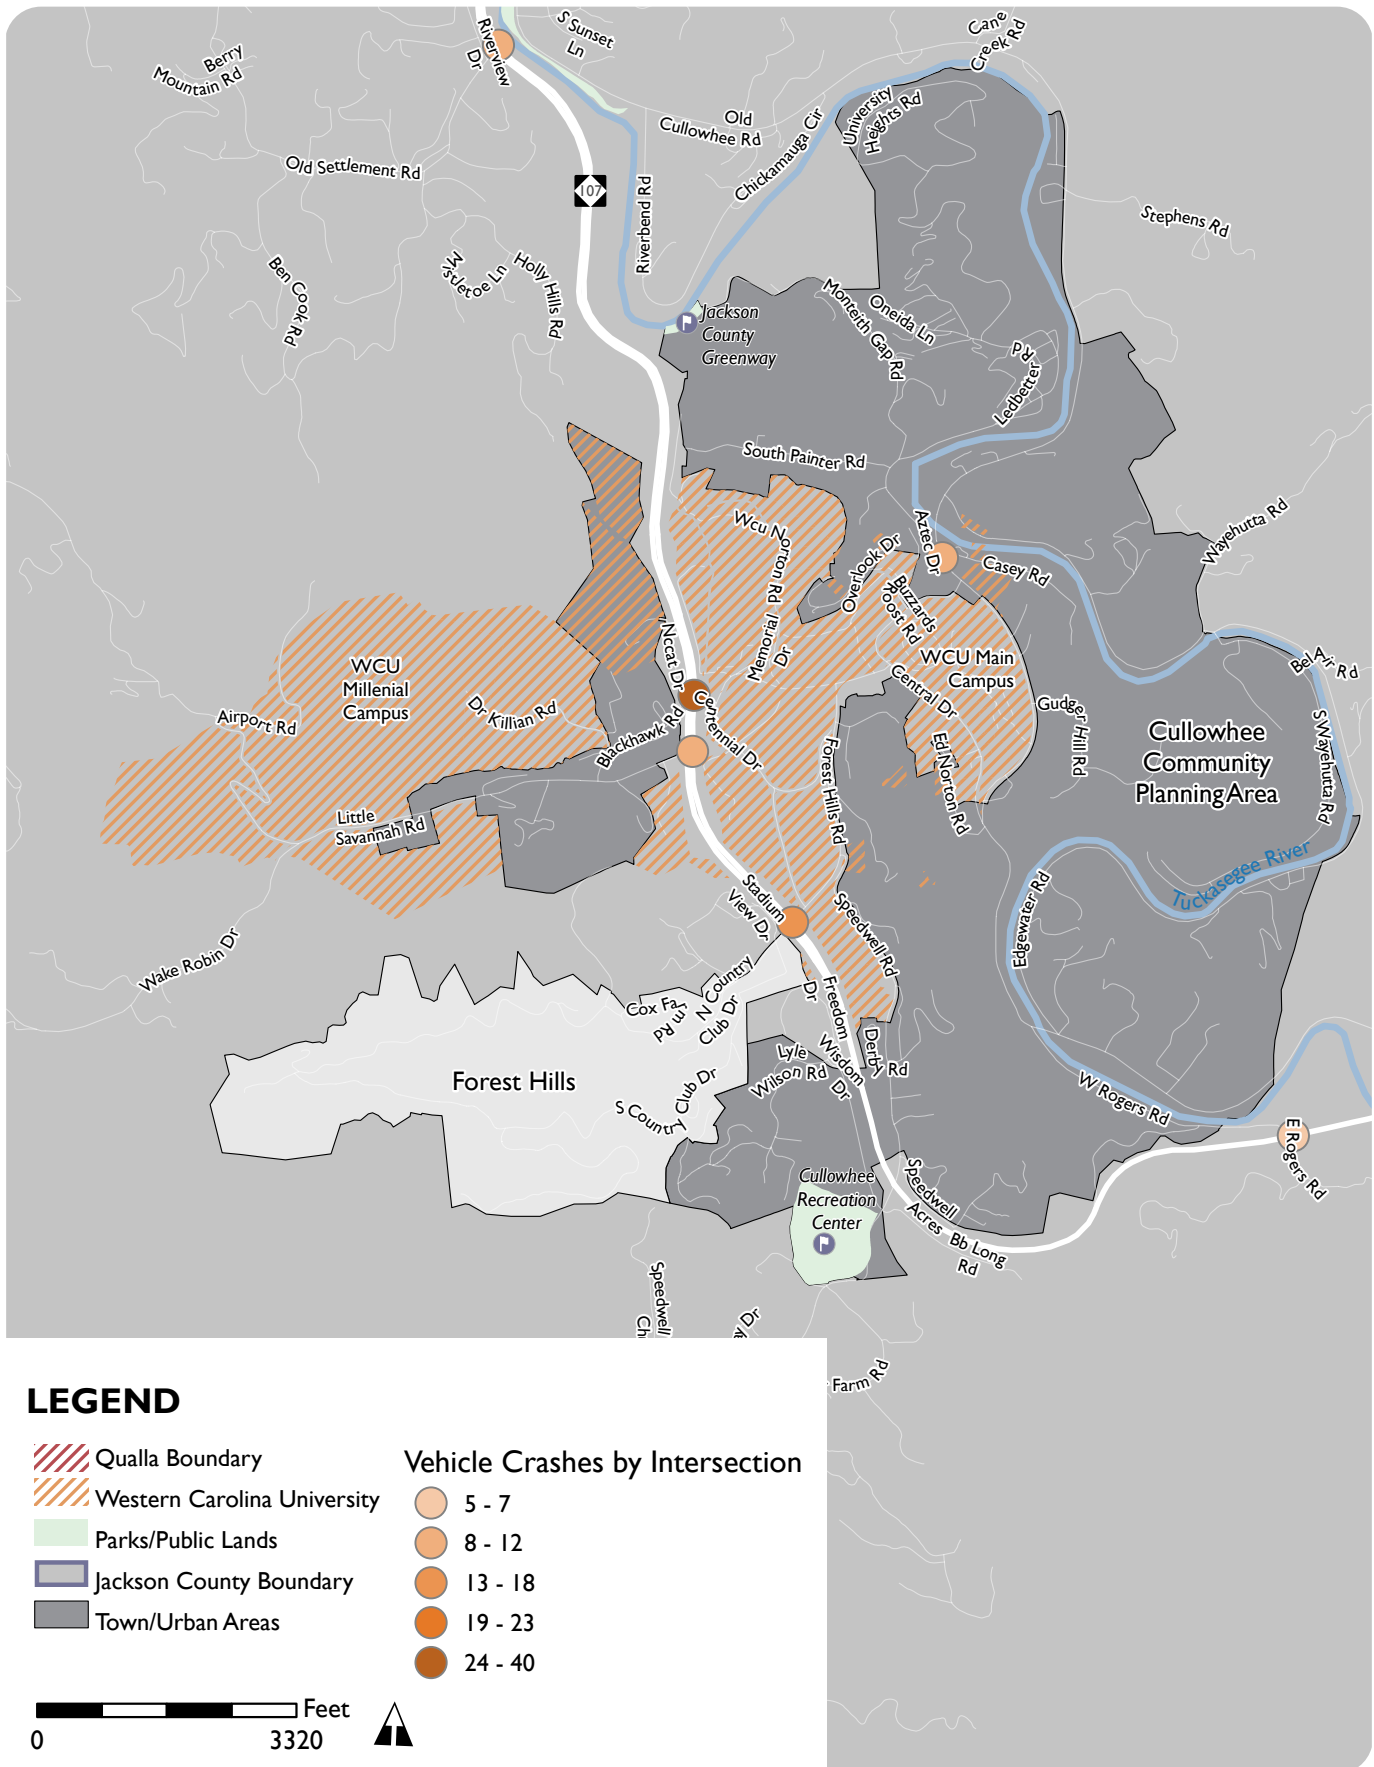 S Sunset
Ln
Cane
Creek Rd
Riverview
Dr
Berry
Mountain Rd
University
Heights Rd
Old
Cullowhee Rd
Chickamauga Cir
Old Settlement Rd
107
Riverbend Rd
Stephens Rd
Mistletoe Ln
Holly Hills Rd
Ben Cook Rd
Jackson
County
Greenway
Monteith Gap Rd
Oneida Ln
Ledbetter
Rd
South Painter Rd
Wcu Norton Rd
Aztec Dr
Wayehutta Rd
Overlook Dr
Casey Rd
Buzzards
Roost Rd
Memorial
Dr
Nccat Dr
WCU
Millenial
Campus
WCU Main
Campus
Bel Air Rd
Central Dr
Dr Killian Rd
Airport Rd
Blackhawk Rd
Centennial Dr
Gudger
Hill Rd
Cullowhee
Community
Planning Area
S Wayehutta Rd
Forest Hills Rd
Ed Norton Rd
Little
Savannah Rd
Tuckasegee River
Stadium
View Dr
Speedwell Rd
Edgewater Rd
Wake Robin Dr
N Country
Club Dr
Cox Farm
Rd
Freedom
Dr
Derby
Rd
Lyle
Wilson Rd
Wisdom
Dr
Forest Hills
S Country
Club Dr
W Rogers Rd
E Rogers Rd
Cullowhee
Recreation
Center
Speedwell
Acres
Bb Long
Rd
Speedwell
Ch
ay Dr
Farm Rd
LEGEND
Qualla Boundary
Western Carolina University
Parks/Public Lands
Jackson County Boundary
Town/Urban Areas
Vehicle Crashes by Intersection
5 - 7
8 - 12
13 - 18
19 - 23
24 - 40
Feet
0
3320